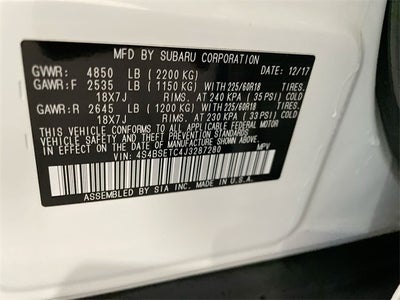 MFD BY SUBARU CORPORATION DATE: 12/17
GVWR: 4850 LB (2200 KG)
GAWR:F 2535 LB (1150 KG) WITH 225/60R18 TIRES.
18X7J RIMS. AT 240 KPA ( 35 PSI) COLD.
GAWR:R 2645 LB (1200 KG) WITH 225/60R18 TIRES.
18X7J RIMS. AT 230 KPA ( 33 PSI) COLD.
THIS VEHICLE CONFORMS TO ALL APPLICABLE FEDERAL MOTOR
VEHICLE SAFETY AND THEFT PREVENTION STANDARDS
IN EFFECT ON THE DATE OF MANUFACTURE SHOWN ABOVE.
VIN: 4S4BSETC4J3287280 MPV
ASSEMBLED BY SIA INC. MADE IN U.S.A.